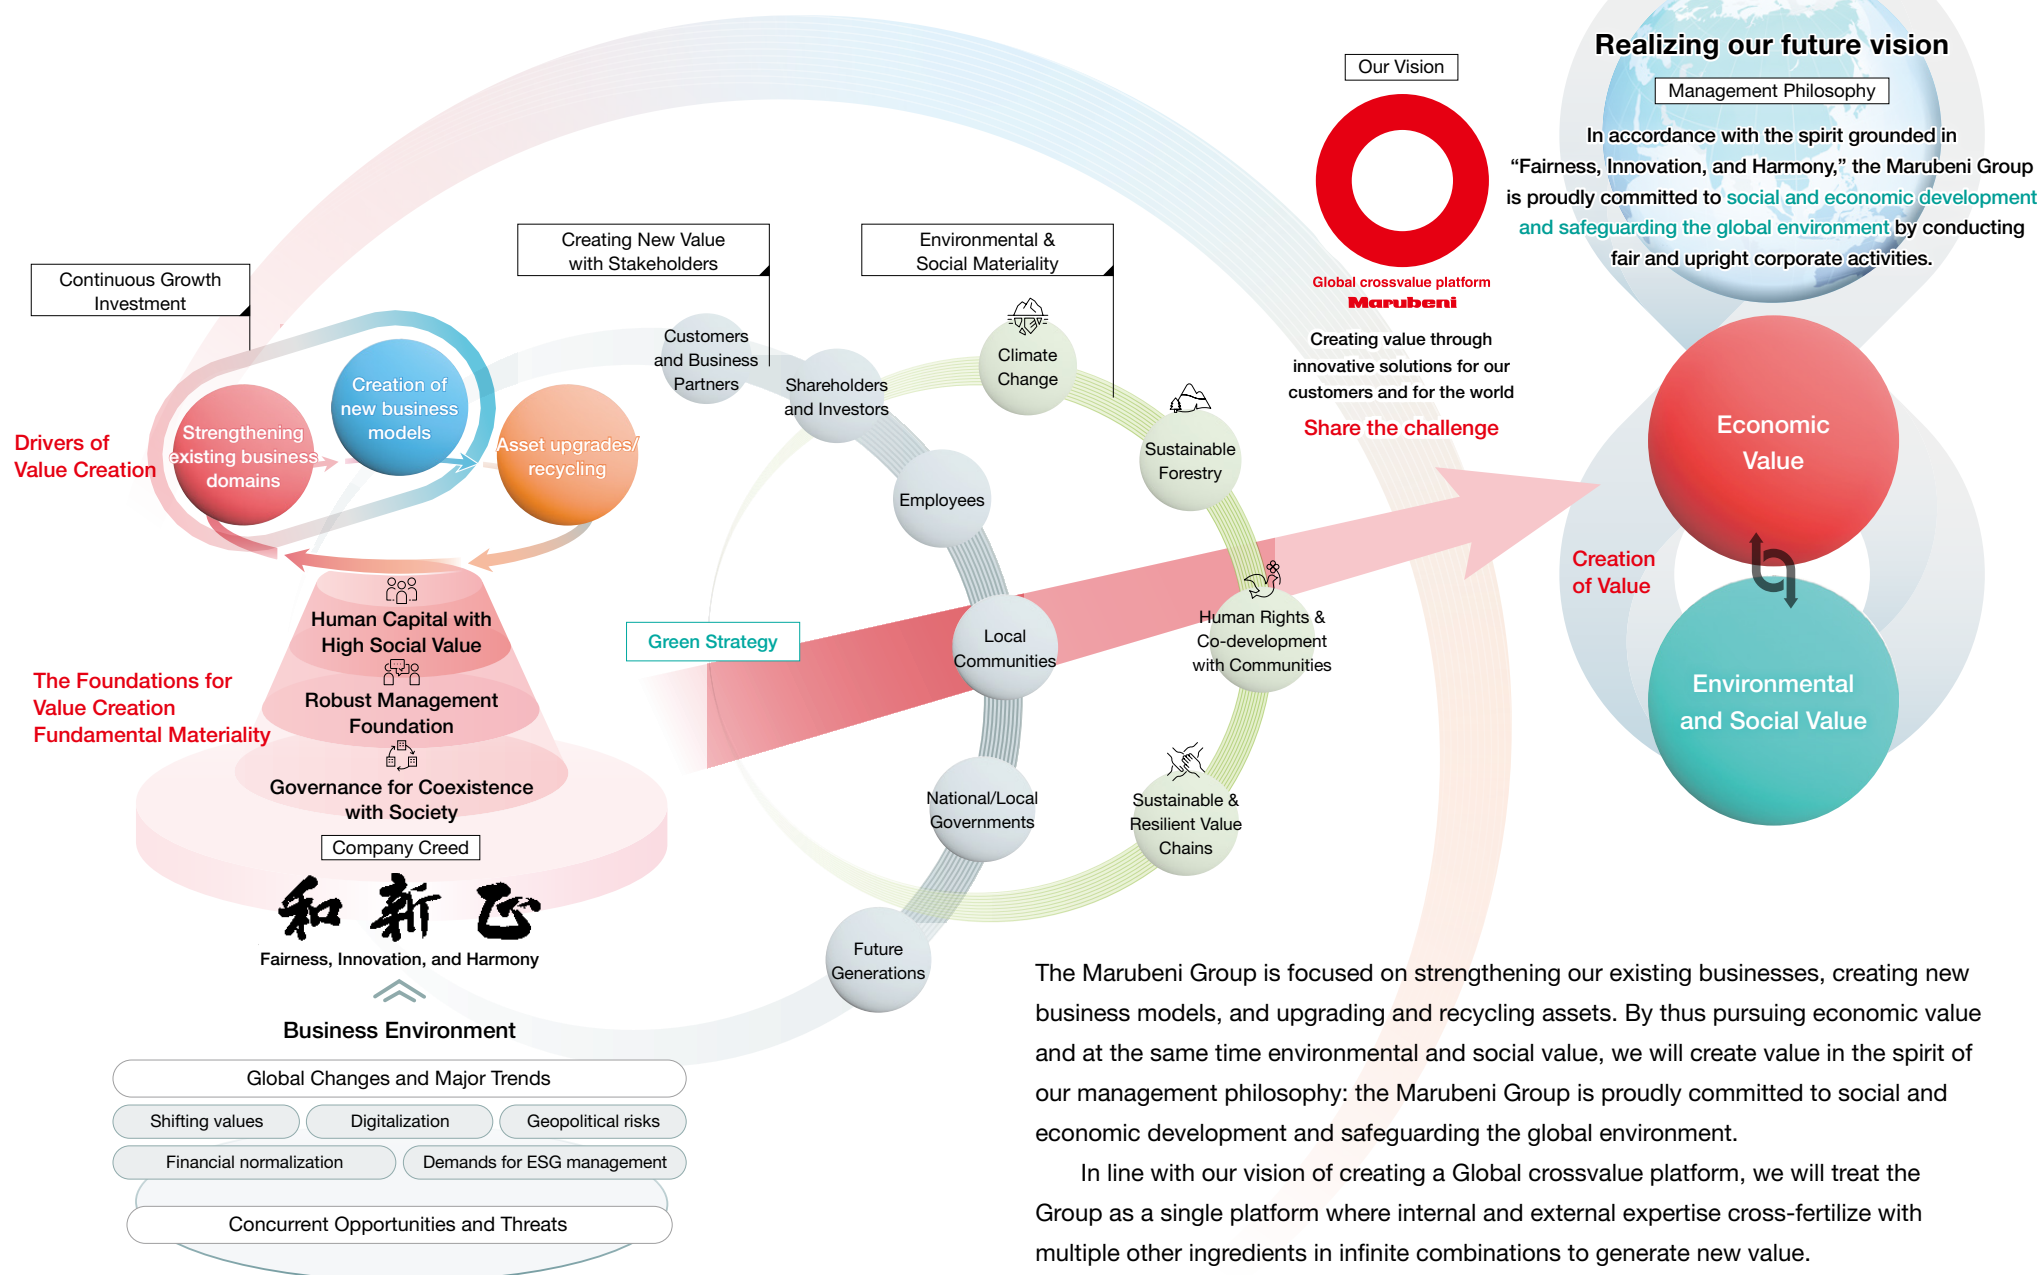 Continuous Growth
Investment
Drivers of
Value Creation
Strengthening
existing business
domains
Creation of
new business
models
Asset upgrades/
recycling
The Foundations for
Value Creation
Fundamental Materiality
Human Capital with
High Social Value
Robust Management
Foundation
Governance for Coexistence
with Society
Company Creed
和 新 正
Fairness, Innovation, and Harmony
Business Environment
Global Changes and Major Trends
Shifting values
Digitalization
Geopolitical risks
Financial normalization
Demands for ESG management
Concurrent Opportunities and Threats
Creating New Value
with Stakeholders
Customers
and Business
Partners
Shareholders
and Investors
Employees
Local
Communities
National/Local
Governments
Future
Generations
Green Strategy
Environmental &
Social Materiality
Climate
Change
Sustainable
Forestry
Human Rights &
Co-development
with Communities
Sustainable &
Resilient Value
Chains
Our Vision
Global crossvalue platform
Marubeni
Creating value through
innovative solutions for our
customers and for the world
Share the challenge
Realizing our future vision
Management Philosophy
In accordance with the spirit grounded in
“Fairness, Innovation, and Harmony,” the Marubeni Group
is proudly committed to social and economic development
and safeguarding the global environment by conducting
fair and upright corporate activities.
Creation
of Value
Economic
Value
Environmental
and Social Value
The Marubeni Group is focused on strengthening our existing businesses, creating new
business models, and upgrading and recycling assets. By thus pursuing economic value
and at the same time environmental and social value, we will create value in the spirit of
our management philosophy: the Marubeni Group is proudly committed to social and
economic development and safeguarding the global environment.
In line with our vision of creating a Global crossvalue platform, we will treat the
Group as a single platform where internal and external expertise cross-fertilize with
multiple other ingredients in infinite combinations to generate new value.